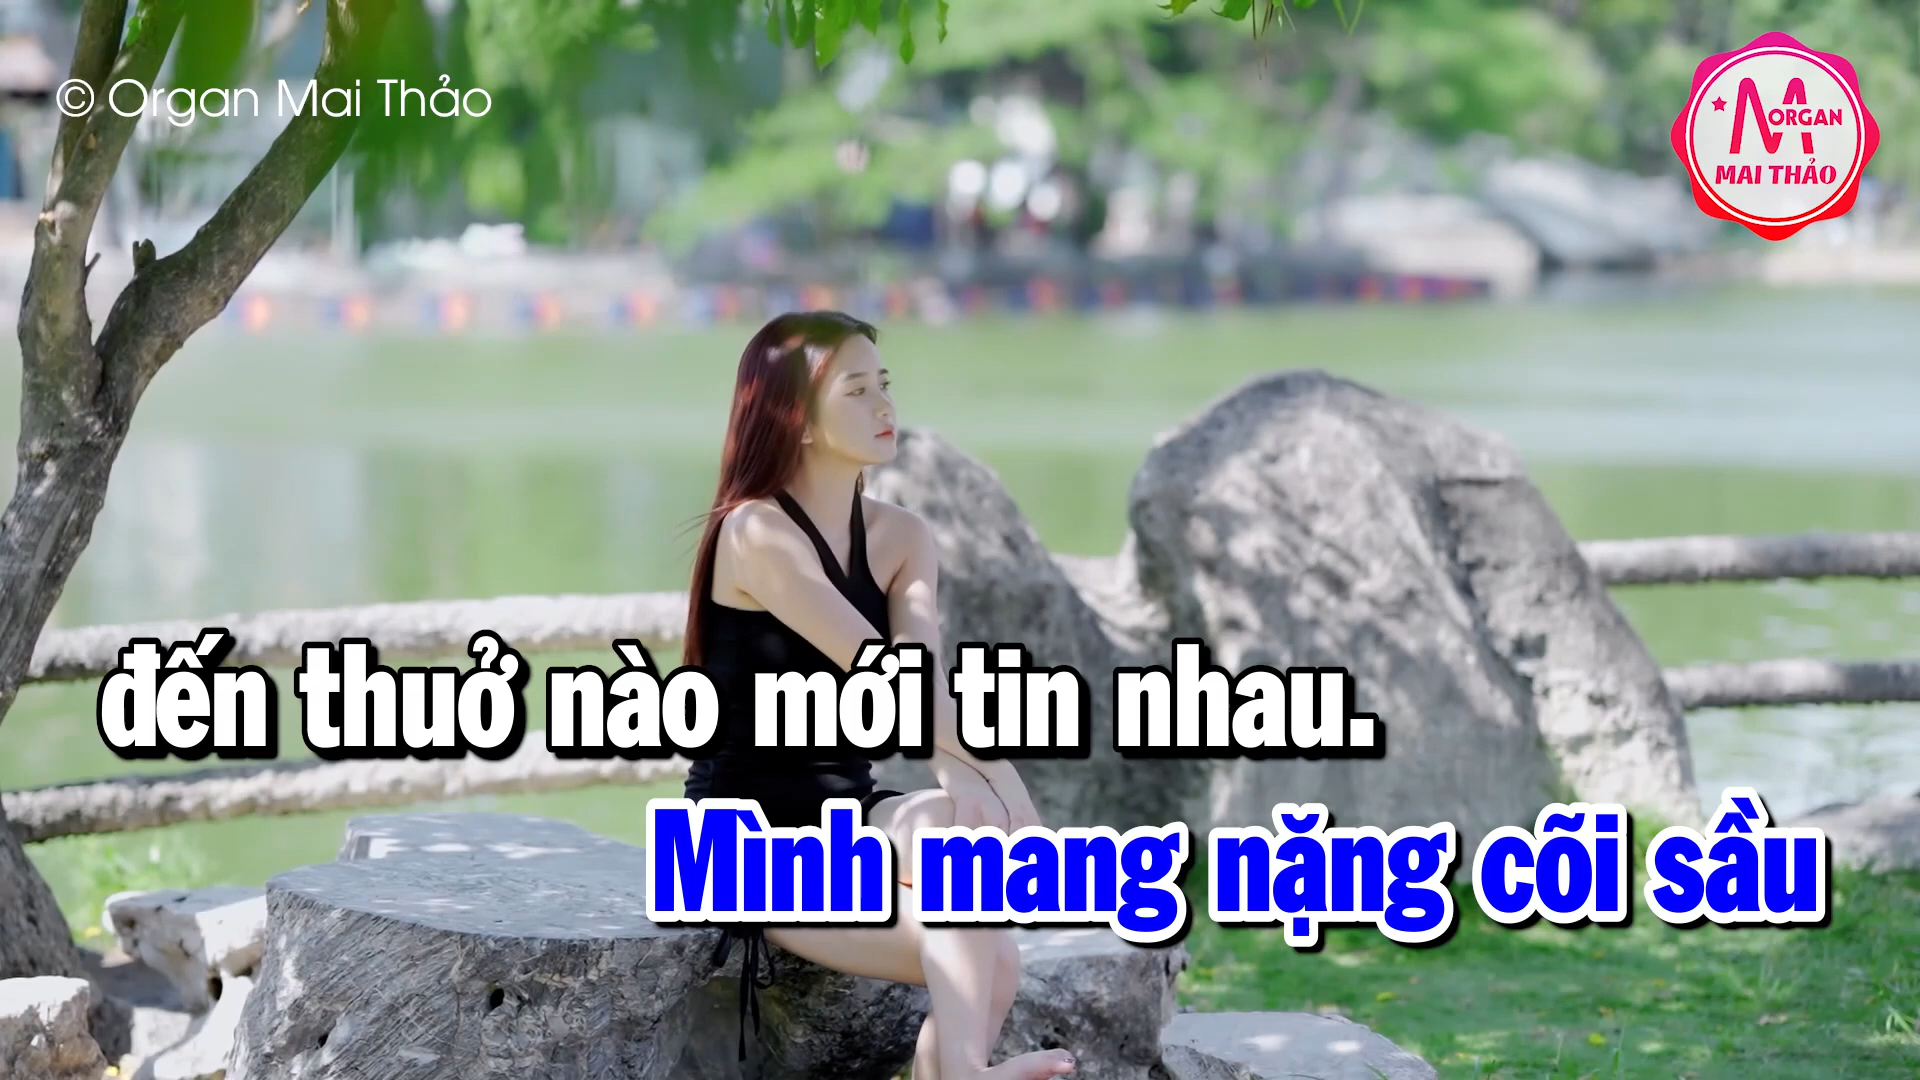 © Organ Mai Thảo
ORGAN
MAI THẢO
đến thuở nào mới tin nhau.
Mình mang nặng cõi sầu